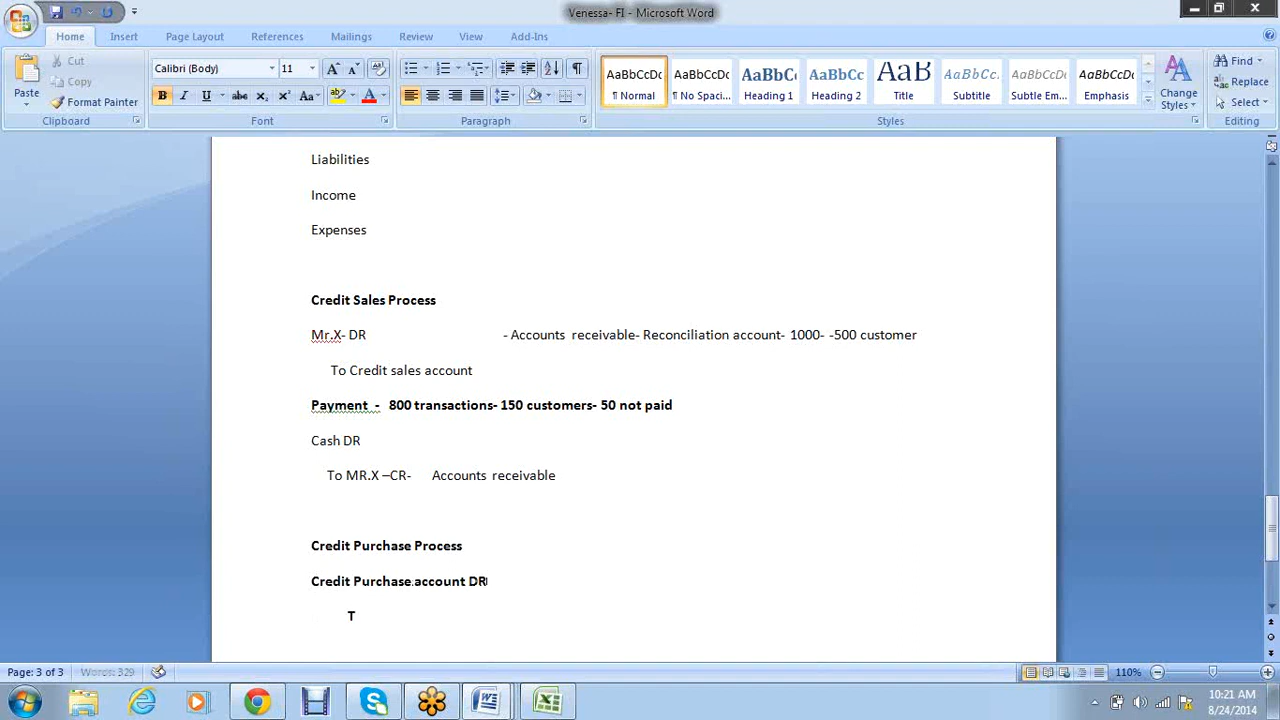 Venessa- FI - Microsoft Word
Home Insert Page Layout References Mailings Review View Add-Ins
Paste
Cut
Copy
Format Painter
Clipboard
Calibri (Body) 11
Font
Paragraph
AaBbCcDc AaBbCcDc AaBbCc AaBbCc AaB AaBbCc. AaBbCcDc AaBbCcDc
¶ Normal ¶ No Spaci... Heading 1 Heading 2 Title Subtitle Subtle Em... Emphasis
Change Styles
Styles
Find
Replace
Select
Editing
Liabilities
Income
Expenses
Credit Sales Process
Mr.X- DR - Accounts receivable- Reconciliation account- 1000- -500 customer
To Credit sales account
Payment - 800 transactions- 150 customers- 50 not paid
Cash DR
To MR.X –CR- Accounts receivable
Credit Purchase Process
Credit Purchase account DR
T
Page: 3 of 3 Words: 329 110%
10:21 AM
8/24/2014